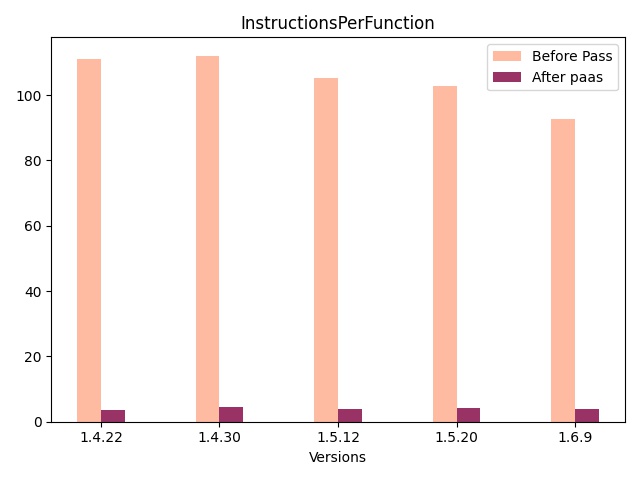 InstructionsPerFunction
Before Pass
After paas
100
80
60
40
20
0
1.4.22 1.4.30 1.5.12 1.5.20 1.6.9
Versions